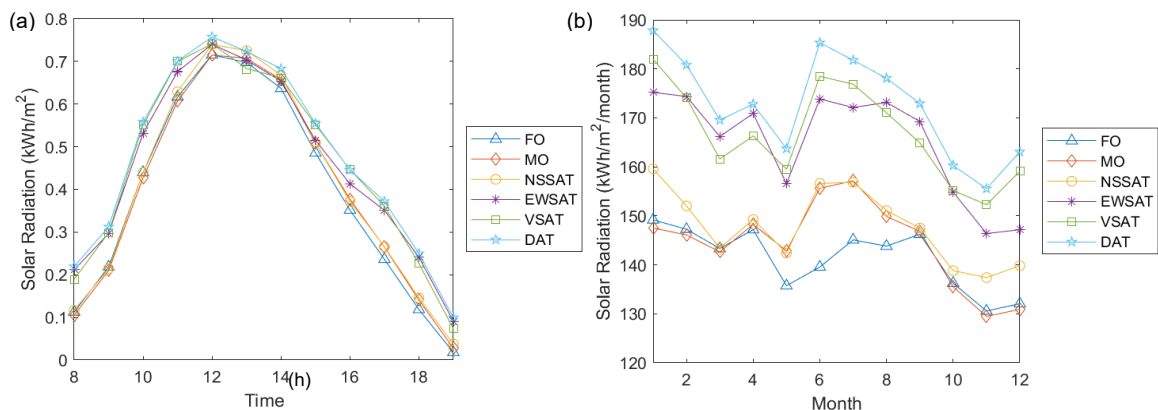 (a)
Solar Radiation (kWh/m²)
0.8
0.7
0.6
0.5
0.4
0.3
0.2
0.1
0
8
10
12
14
16
18
(h)
Time
FO
MO
NSSAT
EWSAT
VSAT
DAT
(b)
Solar Radiation (kWh/m²/month)
190
180
170
160
150
140
130
120
2
4
6
8
10
12
Month
FO
MO
NSSAT
EWSAT
VSAT
DAT